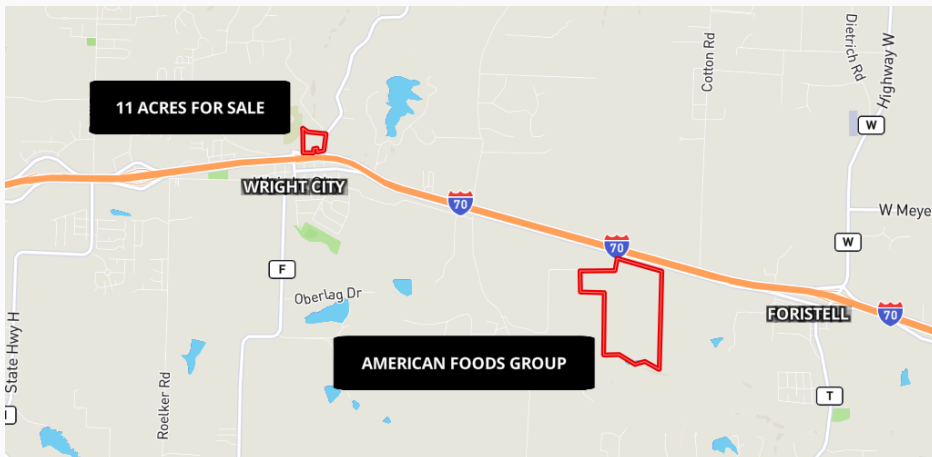 Dietrich Rd
Highway W
Cotton Rd
11 ACRES FOR SALE
W
WRIGHT CITY
70
W Meye
W
70
F
Oberlag Dr
FORISTELL
70
State Hwy H
AMERICAN FOODS GROUP
Roelker Rd
T